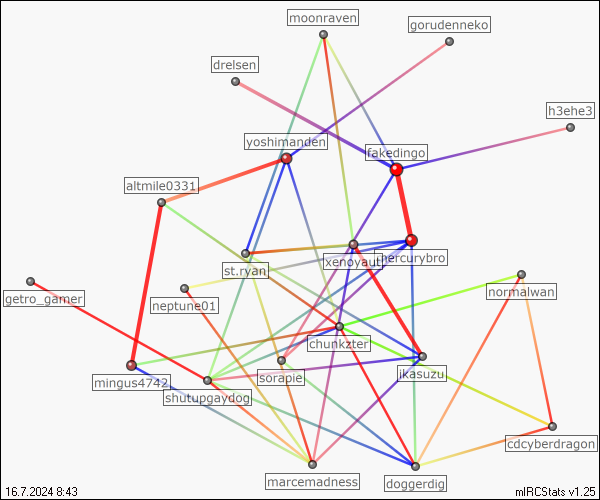 moonraven
gorudenneko
drelsen
h3ehe3
yoshimanden
fakedingo
altmile0331
xenoyaut
mercurybro
st.ryan
getro_gamer
neptune01
normalwan
chunkzter
mingus4742
shutupgaydog
sorapie
jkasuzu
cdcyberdragon
marcemadness
doggerdig
16.7.2024 8:43
mIRCStats v1.25